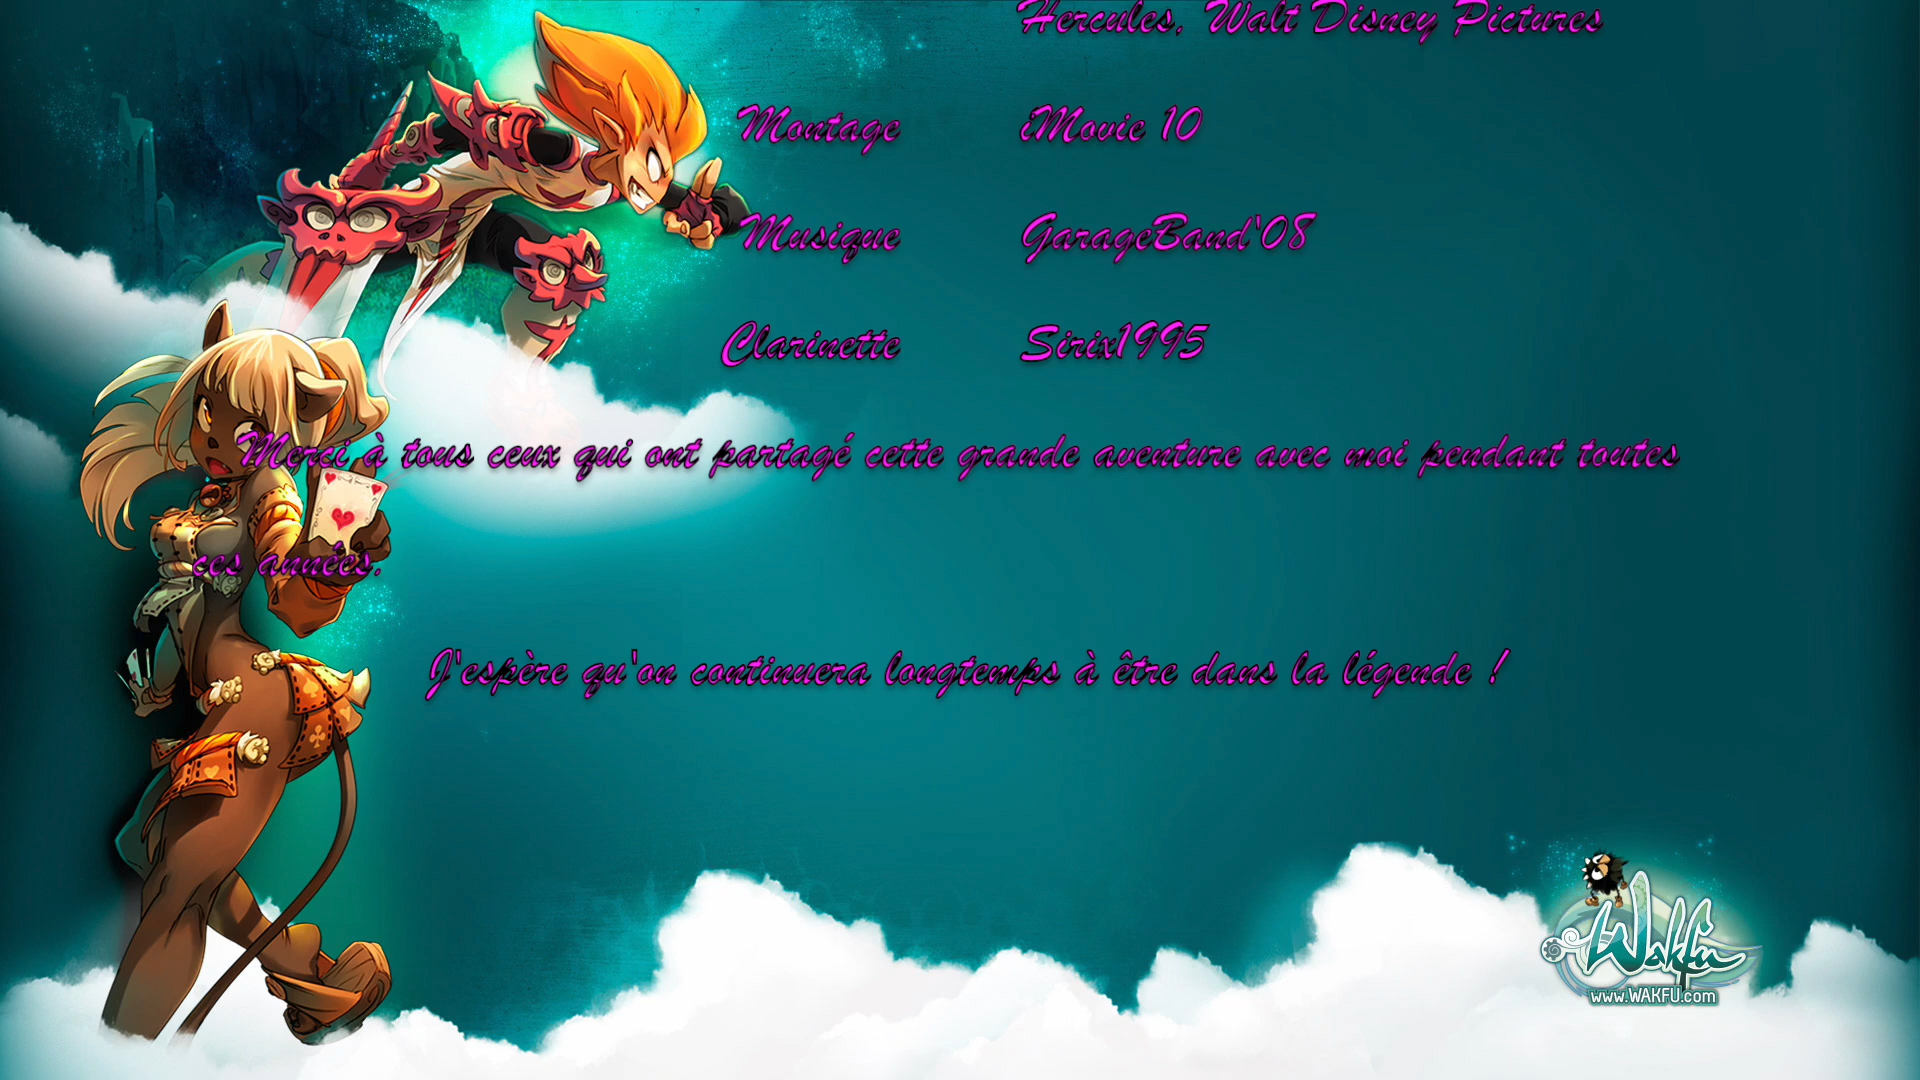 Hercules, Walt Disney Pictures
Montage iMovie 10
Musique GarageBand'08
Clarinette Sirix1995
Merci à tous ceux qui ont partagé cette grande aventure avec moi pendant toutes
ces années.
J'espère qu'on continuera longtemps à être dans la légende !
Wakfu
www.WAKFU.com